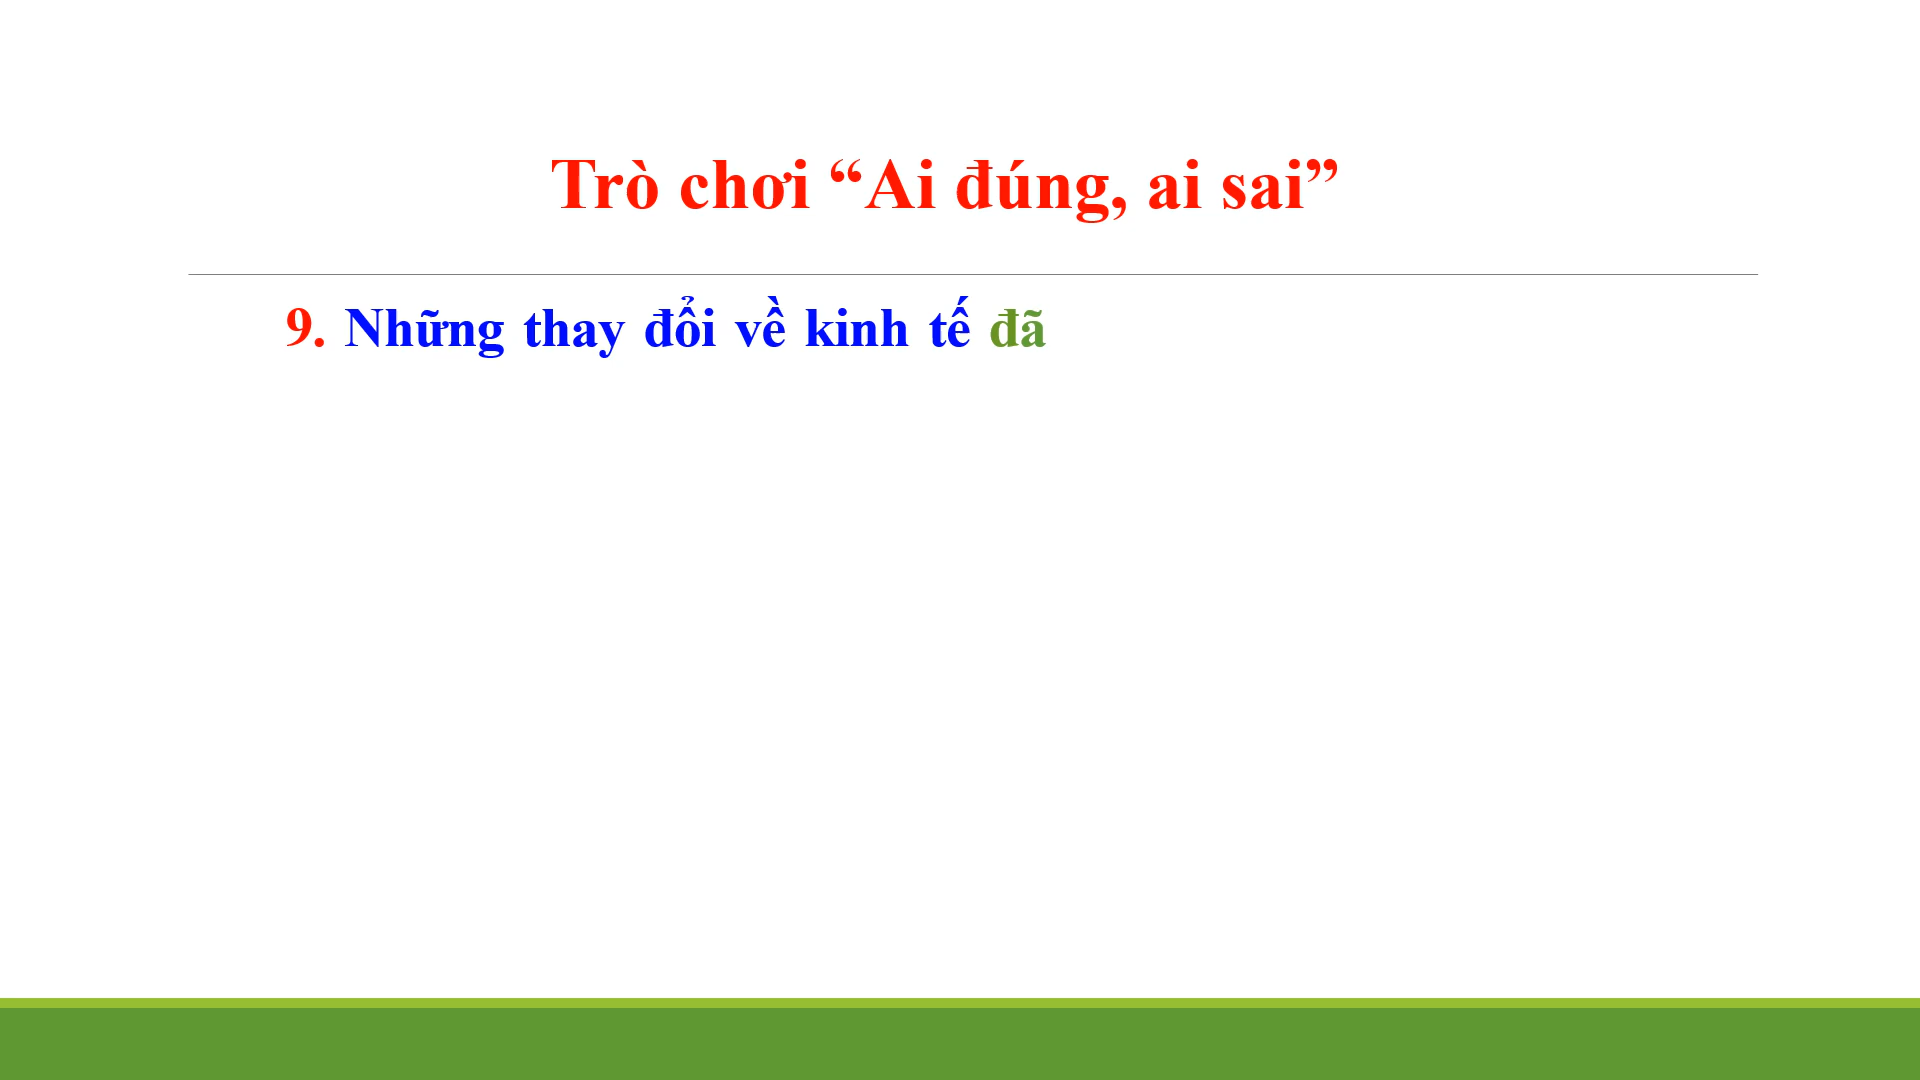 Trò chơi “Ai đúng, ai sai”
9. Những thay đổi về kinh tế đã